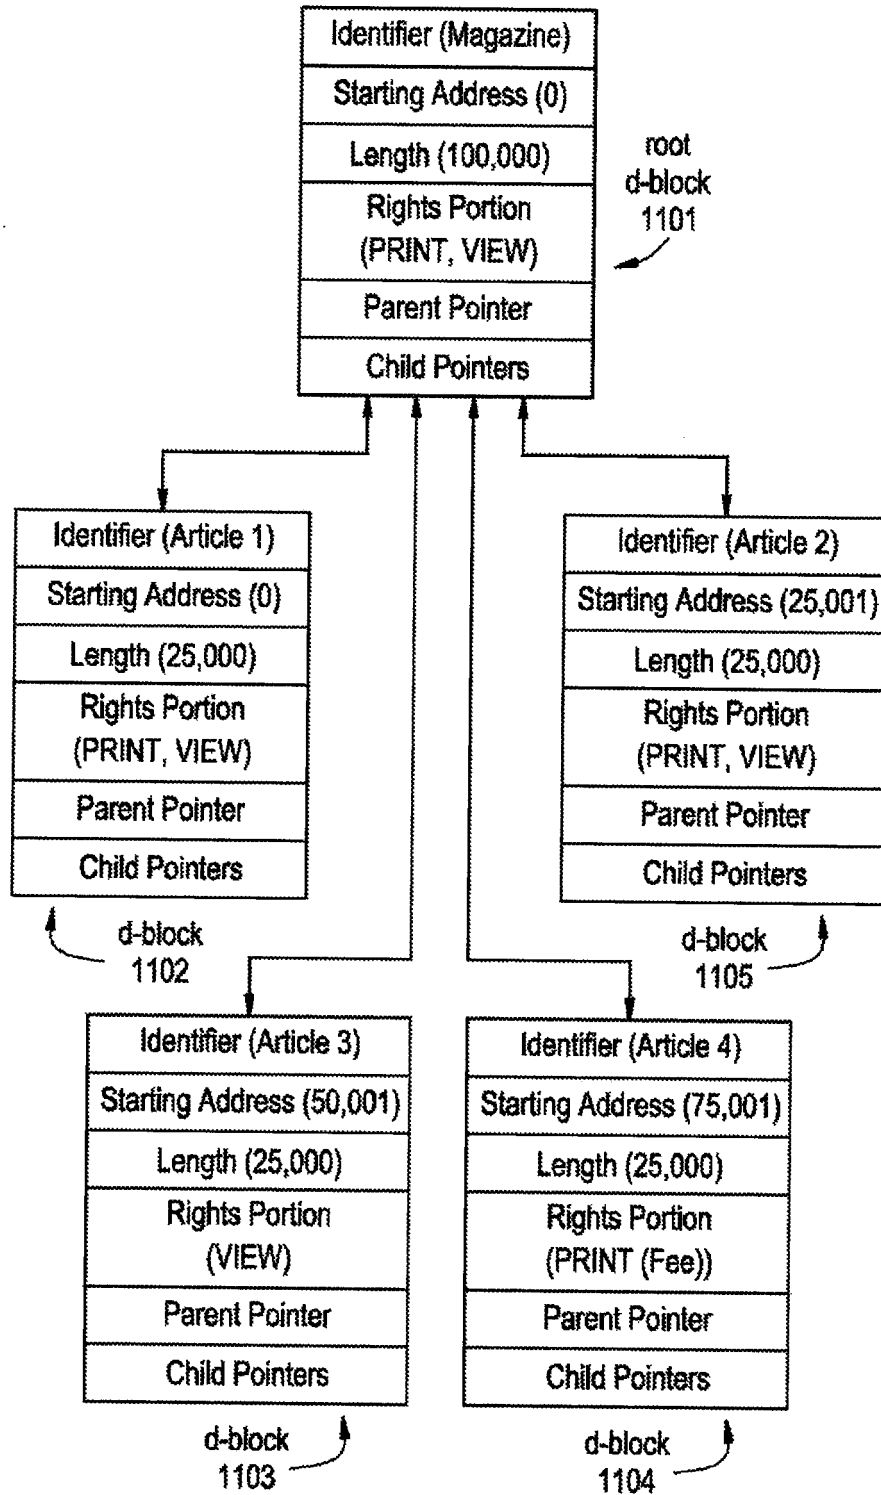 Identifier (Magazine)
Starting Address (0)
Length (100,000)
Rights Portion
(PRINT, VIEW)
Parent Pointer
Child Pointers
root
d-block
1101
Identifier (Article 1)
Starting Address (0)
Length (25,000)
Rights Portion
(PRINT, VIEW)
Parent Pointer
Child Pointers
d-block
1102
Identifier (Article 2)
Starting Address (25,001)
Length (25,000)
Rights Portion
(PRINT, VIEW)
Parent Pointer
Child Pointers
d-block
1105
Identifier (Article 3)
Starting Address (50,001)
Length (25,000)
Rights Portion
(VIEW)
Parent Pointer
Child Pointers
d-block
1103
Identifier (Article 4)
Starting Address (75,001)
Length (25,000)
Rights Portion
(PRINT (Fee))
Parent Pointer
Child Pointers
d-block
1104